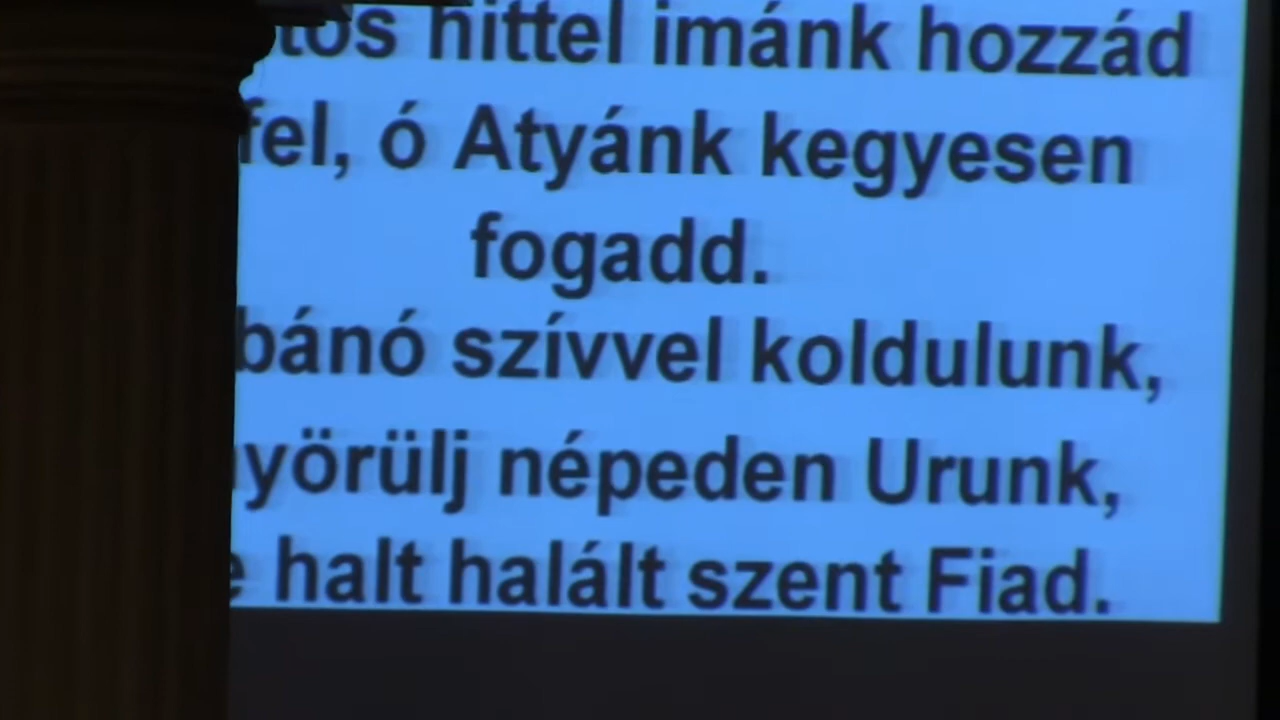 hittel imánk hozzád
fel, ó Atyánk kegyesen
fogadd.
bánó szívvel koldulunk,
népeden Urunk,
halt halált szent Fiad.